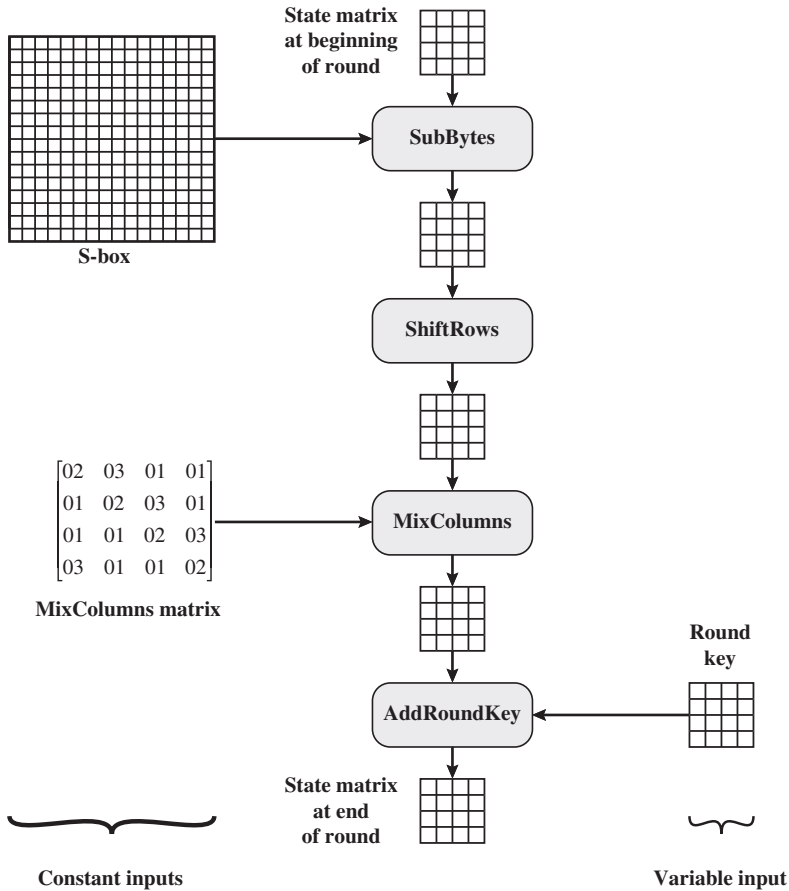 State matrix
at beginning
of round
SubBytes
S-box
ShiftRows
02 03 01 01
01 02 03 01
01 01 02 03
03 01 01 02
MixColumns
MixColumns matrix
Round
key
AddRoundKey
State matrix
at end
of round
Constant inputs
Variable input